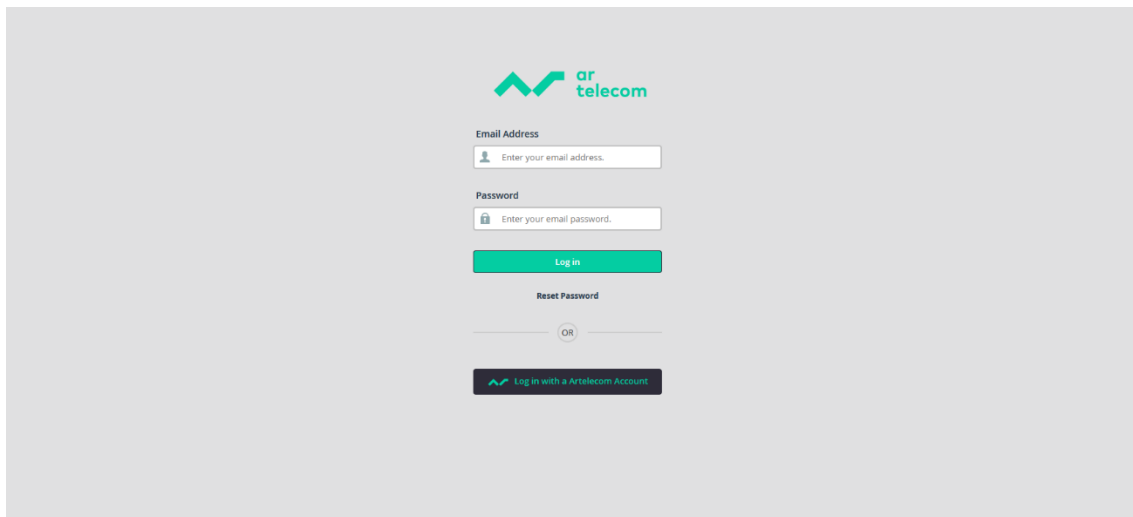 ar
telecom
Email Address
Enter your email address.
Password
Enter your email password.
Log in
Reset Password
OR
Log in with a Artelecom Account